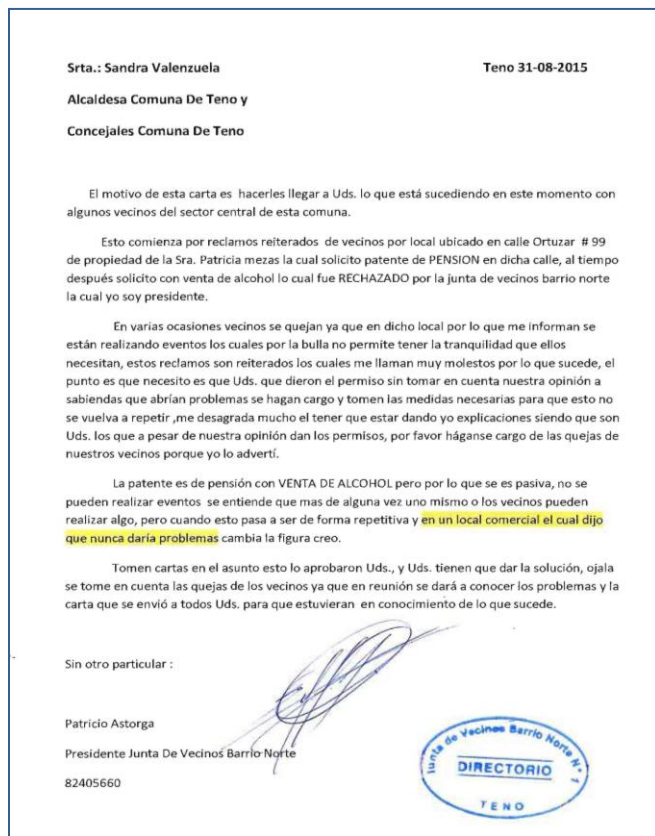 Srta.: Sandra Valenzuela Teno 31-08-2015
Alcaldesa Comuna De Teno y
Concejales Comuna De Teno
El motivo de esta carta es hacerles llegar a Uds. lo que está sucediendo en este momento con
algunos vecinos del sector central de esta comuna.
Esto comienza por reclamos reiterados de vecinos por local ubicado en calle Ortuzar # 99
de propiedad de la Sra. Patricia mezas la cual solicito patente de PENSION en dicha calle, al tiempo
después solicito con venta de alcohol lo cual fue RECHAZADO por la junta de vecinos barrio norte
la cual yo soy presidente.
En varias ocasiones vecinos se quejan ya que en dicho local por lo que me informan se
están realizando eventos los cuales por la bulla no permite tener la tranquilidad que ellos
necesitan, estos reclamos son reiterados los cuales me llaman muy molestos por lo que sucede, el
punto es que necesito es que Uds. que dieron el permiso sin tomar en cuenta nuestra opinión a
sabiendas que abrían problemas se hagan cargo y tomen las medidas necesarias para que esto no
se vuelva a repetir ,me desagrada mucho el tener que estar dando yo explicaciones siendo que son
Uds. los que a pesar de nuestra opinión dan los permisos, por favor háganse cargo de las quejas de
nuestros vecinos porque yo lo advertí.
La patente es de pensión con VENTA DE ALCOHOL pero por lo que se es pasiva, no se
pueden realizar eventos se entiende que mas de alguna vez uno mismo o los vecinos pueden
realizar algo, pero cuando esto pasa a ser de forma repetitiva y en un local comercial el cual dijo
que nunca daría problemas cambia la figura creo.
Tomen cartas en el asunto esto lo aprobaron Uds., y Uds. tienen que dar la solución, ojala
se tome en cuenta las quejas de los vecinos ya que en reunión se dará a conocer los problemas y la
carta que se envió a todos Uds. para que estuvieran en conocimiento de lo que sucede.
Sin otro particular :
Patricio Astorga
Presidente Junta De Vecinos Barrio Norte
82405660
Junta de Vecinos Barrio Norte N° 1
DIRECTORIO
TENO